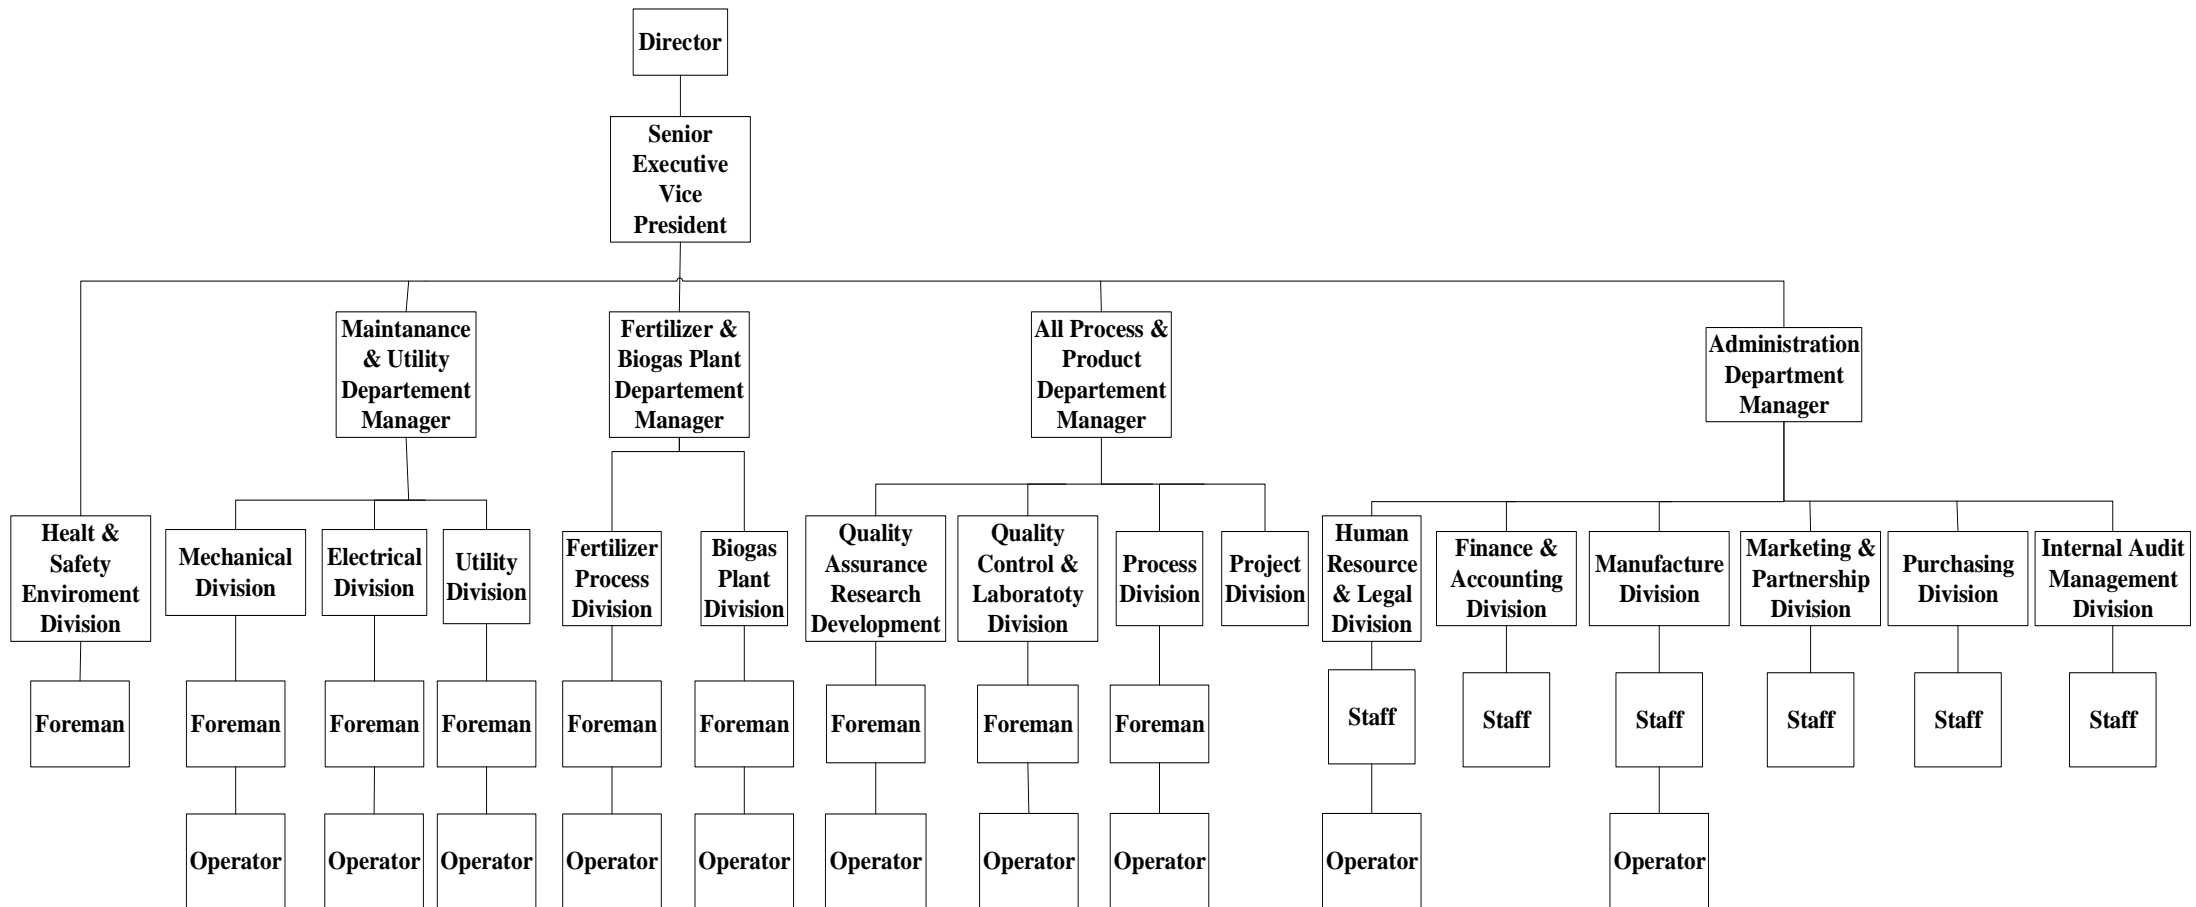 Director
Senior
Executive
Vice
President
Maintanance
& Utility
Departement
Manager
Fertilizer &
Biogas Plant
Departement
Manager
All Process &
Product
Departement
Manager
Administration
Department
Manager
Healt &
Safety
Enviroment
Division
Mechanical
Division
Electrical
Division
Utility
Division
Fertilizer
Process
Division
Biogas
Plant
Division
Quality
Assurance
Research
Development
Quality
Control &
Laboratoty
Division
Process
Division
Project
Division
Human
Resource
& Legal
Division
Finance &
Accounting
Division
Manufacture
Division
Marketing &
Partnership
Division
Purchasing
Division
Internal Audit
Management
Division
Foreman
Foreman
Foreman
Foreman
Foreman
Foreman
Foreman
Foreman
Foreman
Staff
Staff
Staff
Staff
Staff
Staff
Operator
Operator
Operator
Operator
Operator
Operator
Operator
Operator
Operator
Operator